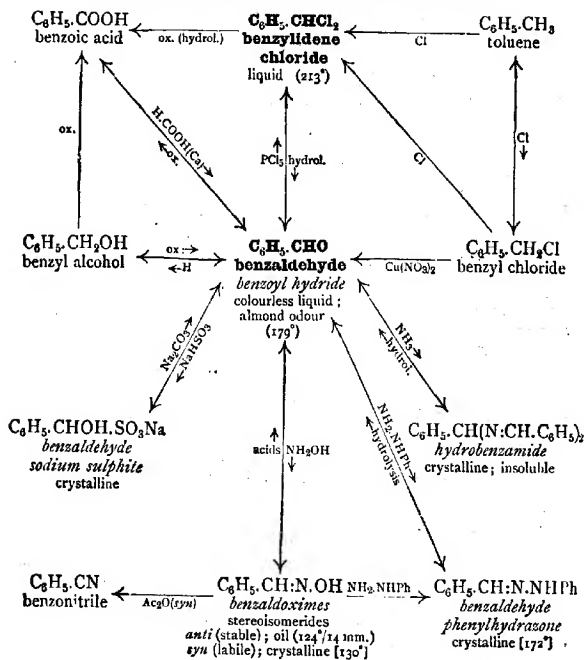 C₆H₅.COOH
benzoic acid
ox. (hydrol.)
C₆H₅.CHCl₂
benzylidene
chloride
liquid (213°)
Cl
C₆H₅.CH₃
toluene
ox.
H.COOH(Ca)→
←ox.
↑
PCl₅
hydrol.
↓
Cl
Cl
↓
C₆H₅.CH₂OH
benzyl alcohol
ox.→
←H
C₆H₅.CHO
benzaldehyde
benzoyl hydride
colourless liquid ;
almond odour
(179°)
Cu(NO₃)₂
C₆H₅.CH₂Cl
benzyl chloride
Na₂CO₃→
←NaHSO₃
NH₃→
←hydrol.
C₆H₅.CHOH.SO₃Na
benzaldehyde
sodium sulphite
crystalline
↑
acids
NH₂OH
↓
NH₂.NHPh→
←hydrolysis
C₆H₅.CH(N:CH.C₆H₅)₂
hydrobenzamide
crystalline ; insoluble
C₆H₅.CN
benzonitrile
Ac₂O(syn)
C₆H₅.CH:N.OH
benzaldoximes
stereoisomerides
anti (stable) ; oil (124°/14 mm.)
syn (labile) ; crystalline [130°]
NH₂.NHPh
C₆H₅.CH:N.NHPh
benzaldehyde
phenylhydrazone
crystalline [172°]